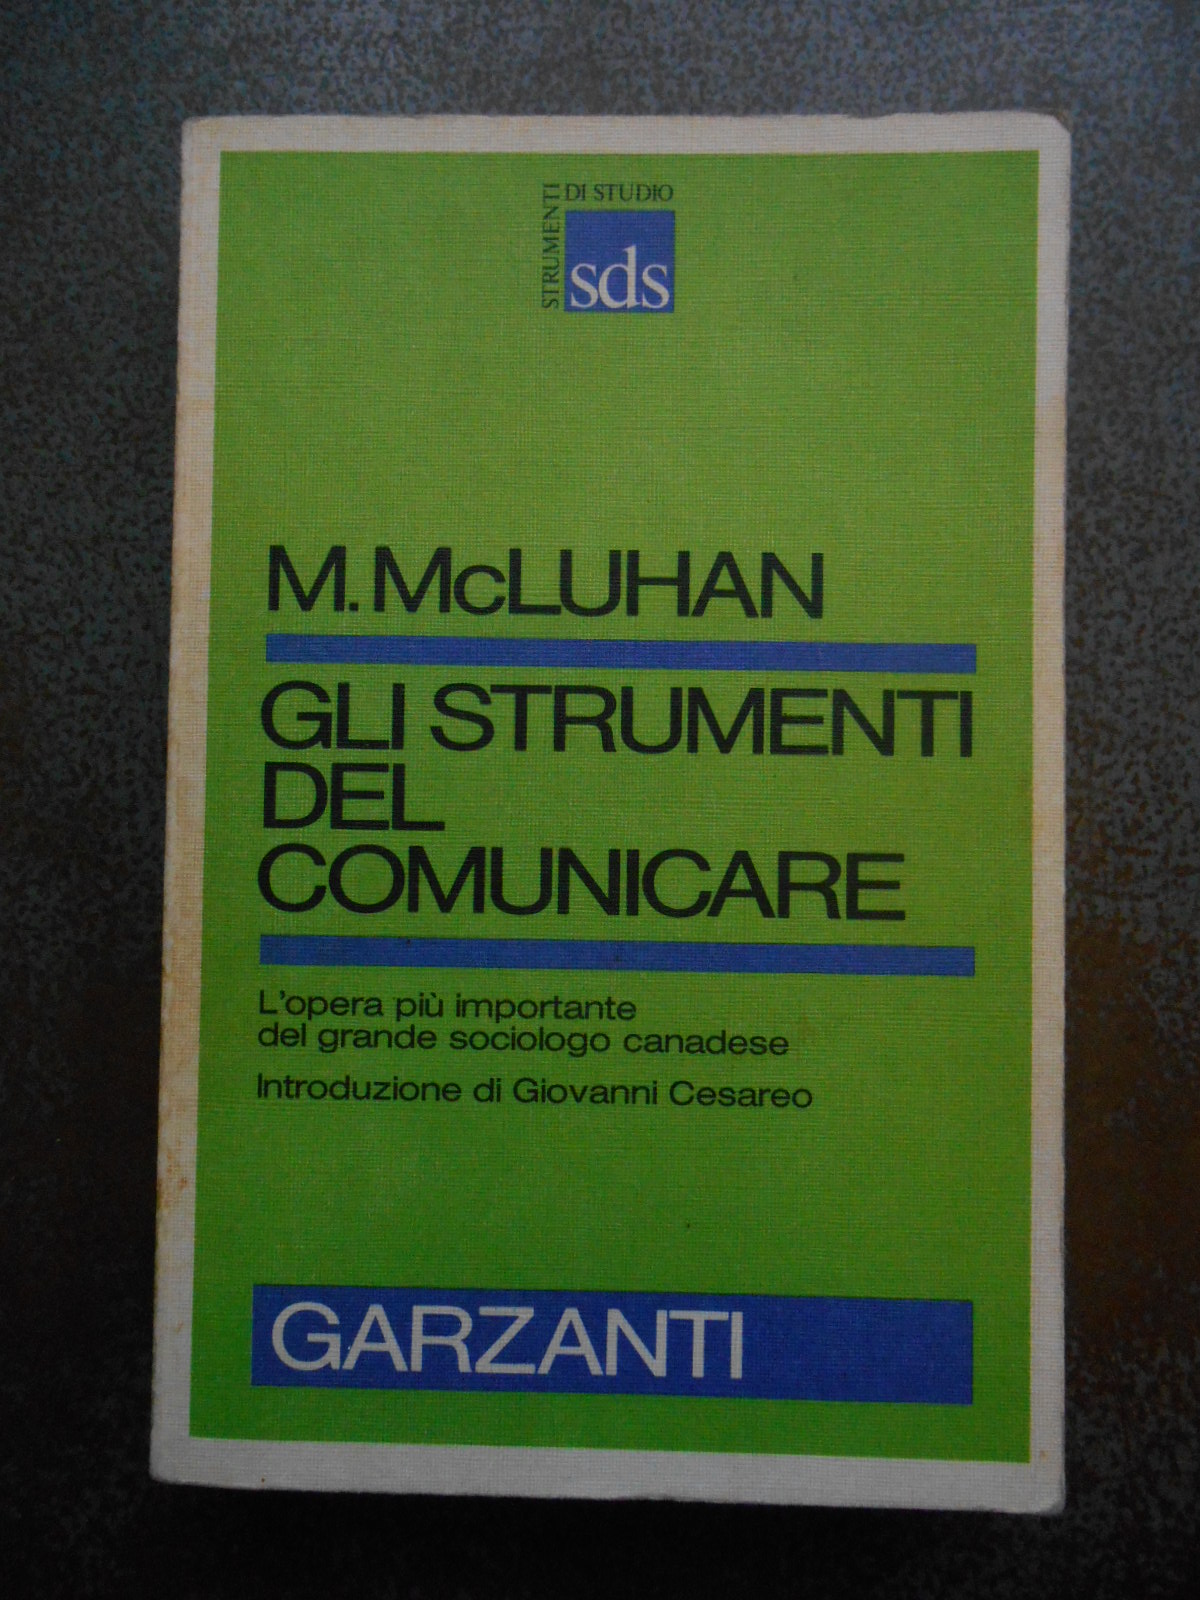 STRUMENTI
DI STUDIO
sds
M. McLUHAN
GLI STRUMENTI
DEL
COMUNICARE
L'opera più importante
del grande sociologo canadese
Introduzione di Giovanni Cesareo
GARZANTI